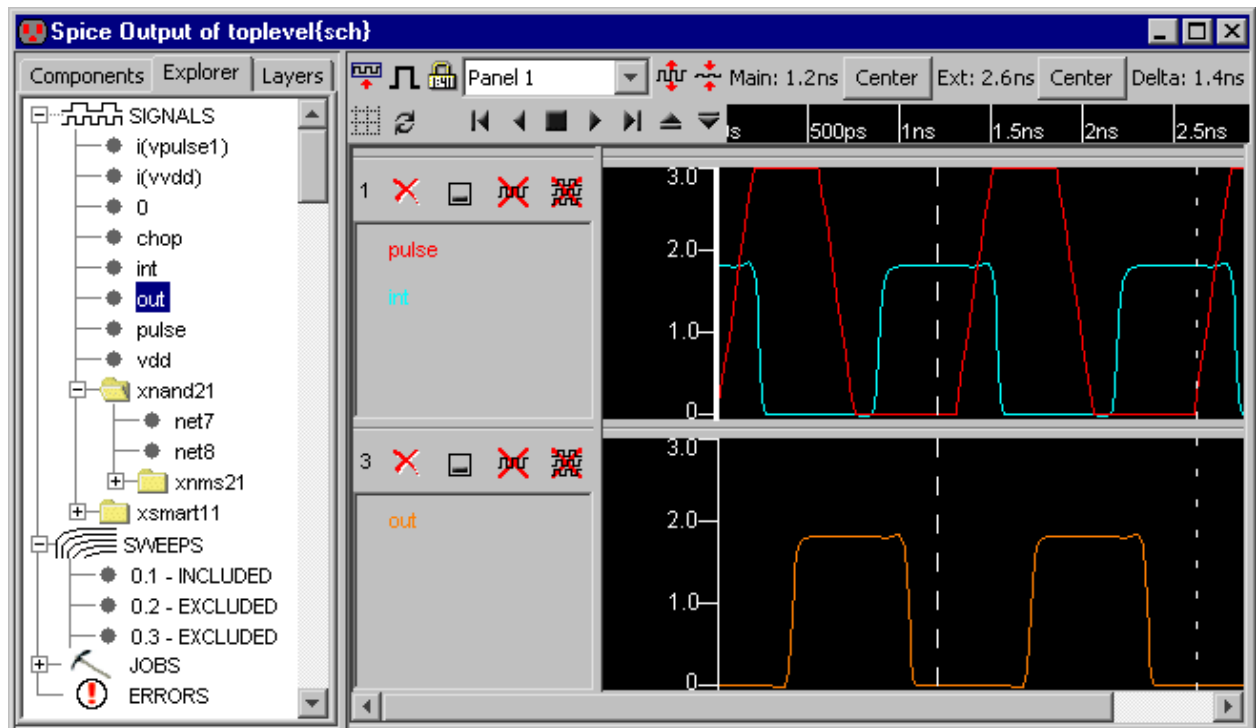 Spice Output of toplevel{sch}
Components Explorer Layers
SIGNALS
i(vpulse1)
i(vvdd)
0
chop
int
out
pulse
vdd
xnand21
net7
net8
xnms21
xsmart11
SWEEPS
0.1 - INCLUDED
0.2 - EXCLUDED
0.3 - EXCLUDED
JOBS
ERRORS
Panel 1 Main: 1.2ns Center Ext: 2.6ns Center Delta: 1.4ns
500ps 1ns 1.5ns 2ns 2.5ns
1
pulse
int
3.0
2.0
1.0
0
3
out
3.0
2.0
1.0
0